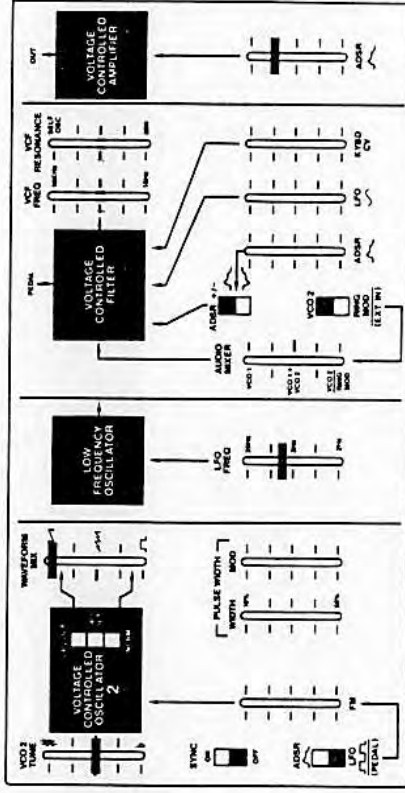 VCO 2
TUNE
VOLTAGE
CONTROLLED
OSCILLATOR
2
WAVEFORM
MIX
SYNC
ON
OFF
ADSR
LFO
(PEDAL)
FM
PULSE WIDTH
WIDTH
MOD
10%
LOW
FREQUENCY
OSCILLATOR
LFO
FREQ
PEDAL
VOLTAGE
CONTROLLED
FILTER
VCF
FREQ
VCF
RESONANCE
SELF
OSC
AUDIO
MIXER
VCO 1
VCO 1 +
VCO 2
VCO 2
RING
MOD
ADSR +/-
VCO 2
RING
MOD
(EXT IN)
ADSR
LFO
KYBD
CV
OUT
VOLTAGE
CONTROLLED
AMPLIFIER
ADSR